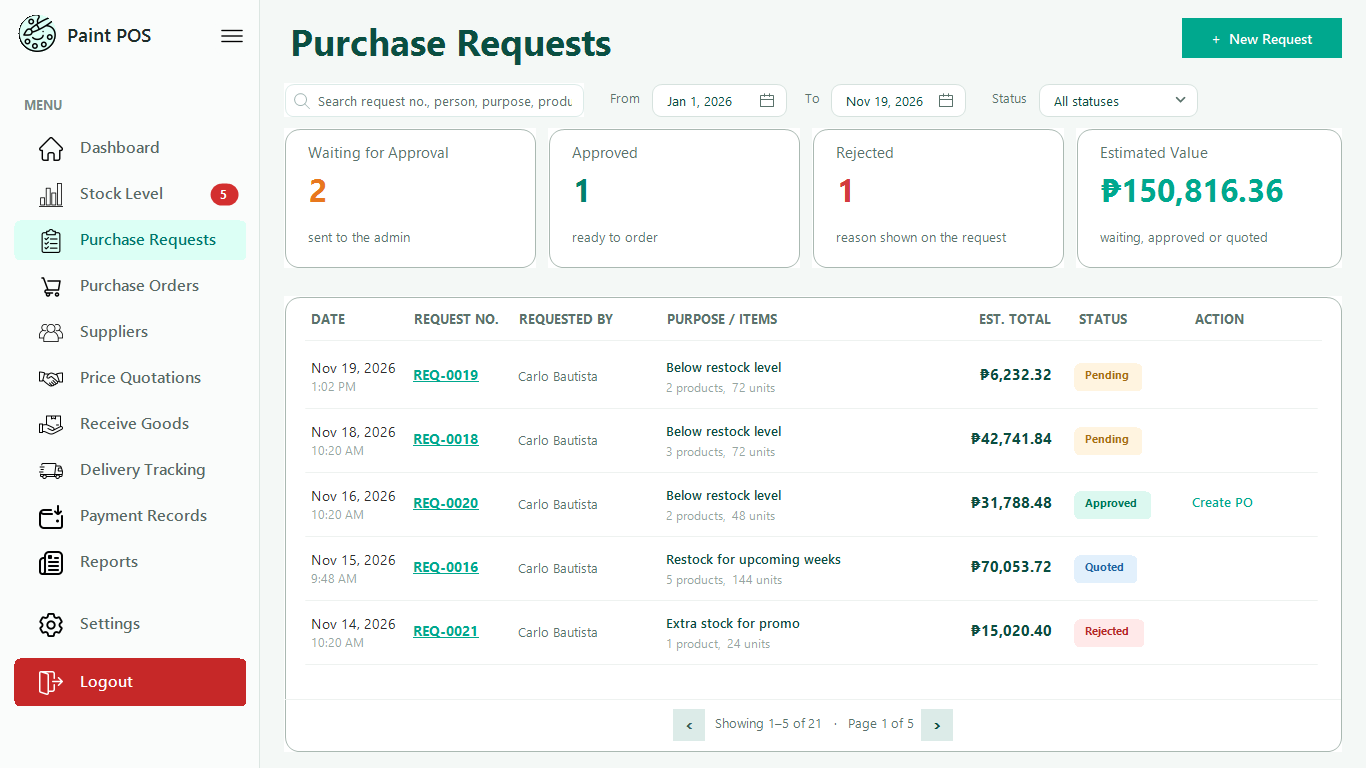 Paint POS
MENU
Dashboard
Stock Level 5
Purchase Requests
Purchase Orders
Suppliers
Price Quotations
Receive Goods
Delivery Tracking
Payment Records
Reports
Settings
Logout
Purchase Requests
+ New Request
Search request no., person, purpose, produ
From Jan 1, 2026 To Nov 19, 2026 Status All statuses
Waiting for Approval
2
sent to the admin
Approved
1
ready to order
Rejected
1
reason shown on the request
Estimated Value
₱150,816.36
waiting, approved or quoted
DATE REQUEST NO. REQUESTED BY PURPOSE / ITEMS EST. TOTAL STATUS ACTION
Nov 19, 2026 REQ-0019 Carlo Bautista Below restock level ₱6,232.32 Pending
1:02 PM 2 products, 72 units
Nov 18, 2026 REQ-0018 Carlo Bautista Below restock level ₱42,741.84 Pending
10:20 AM 3 products, 72 units
Nov 16, 2026 REQ-0020 Carlo Bautista Below restock level ₱31,788.48 Approved Create PO
10:20 AM 2 products, 48 units
Nov 15, 2026 REQ-0016 Carlo Bautista Restock for upcoming weeks ₱70,053.72 Quoted
9:48 AM 5 products, 144 units
Nov 14, 2026 REQ-0021 Carlo Bautista Extra stock for promo ₱15,020.40 Rejected
10:20 AM 1 product, 24 units
‹ Showing 1–5 of 21 · Page 1 of 5 ›